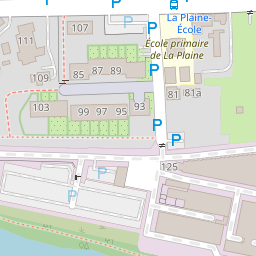 107
P
La Plaine-
École
111
École primaire
de La Plaine
P
109
85
87
89
103
99
97
95
93
81
81a
P
P
P
125
P
P
P